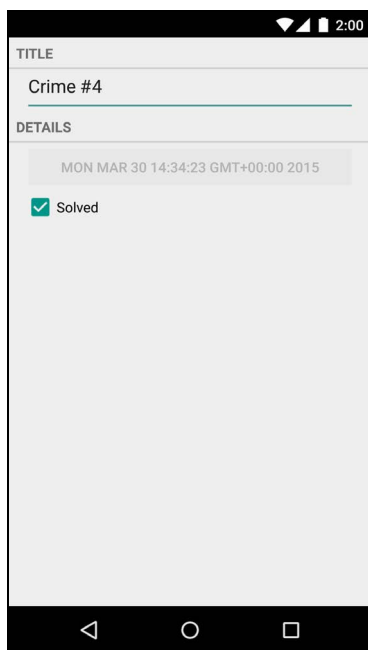 2:00
TITLE
Crime #4
DETAILS
MON MAR 30 14:34:23 GMT+00:00 2015
Solved